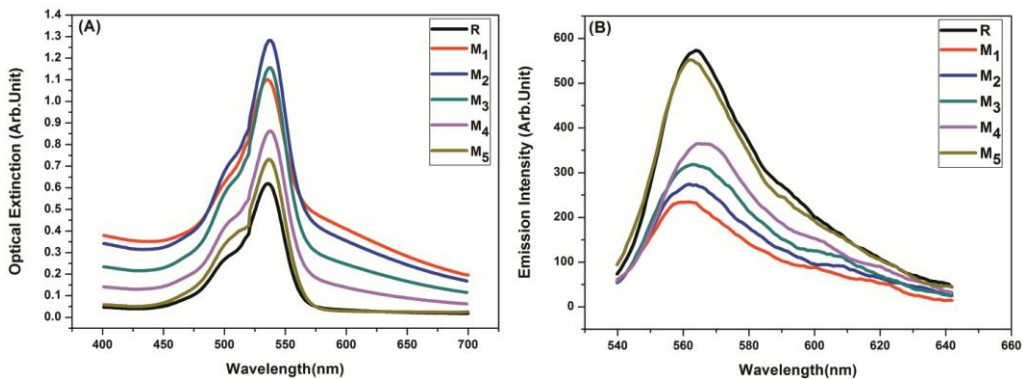 (A)
1.4
1.3
1.2
1.1
1.0
0.9
0.8
0.7
0.6
0.5
0.4
0.3
0.2
0.1
0.0
Optical Extinction (Arb.Unit)
R
M1
M2
M3
M4
M5
400 450 500 550 600 650 700
Wavelength(nm)
(B)
600
500
400
300
200
100
0
Emission Intensity (Arb.Unit)
R
M1
M2
M3
M4
M5
540 560 580 600 620 640 660
Wavelength(nm)